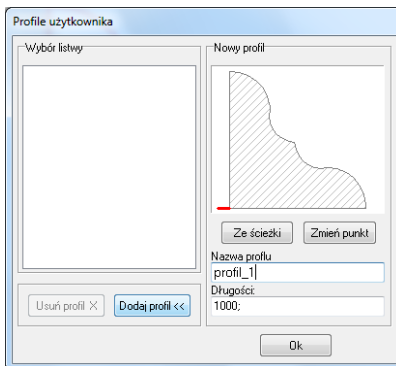 Profile użytkownika
Wybór listwy
Nowy profil
Ze ścieżki
Zmień punkt
Nazwa proflu
profil_1
Długości:
1000;
Usuń profil X
Dodaj profil <<
Ok